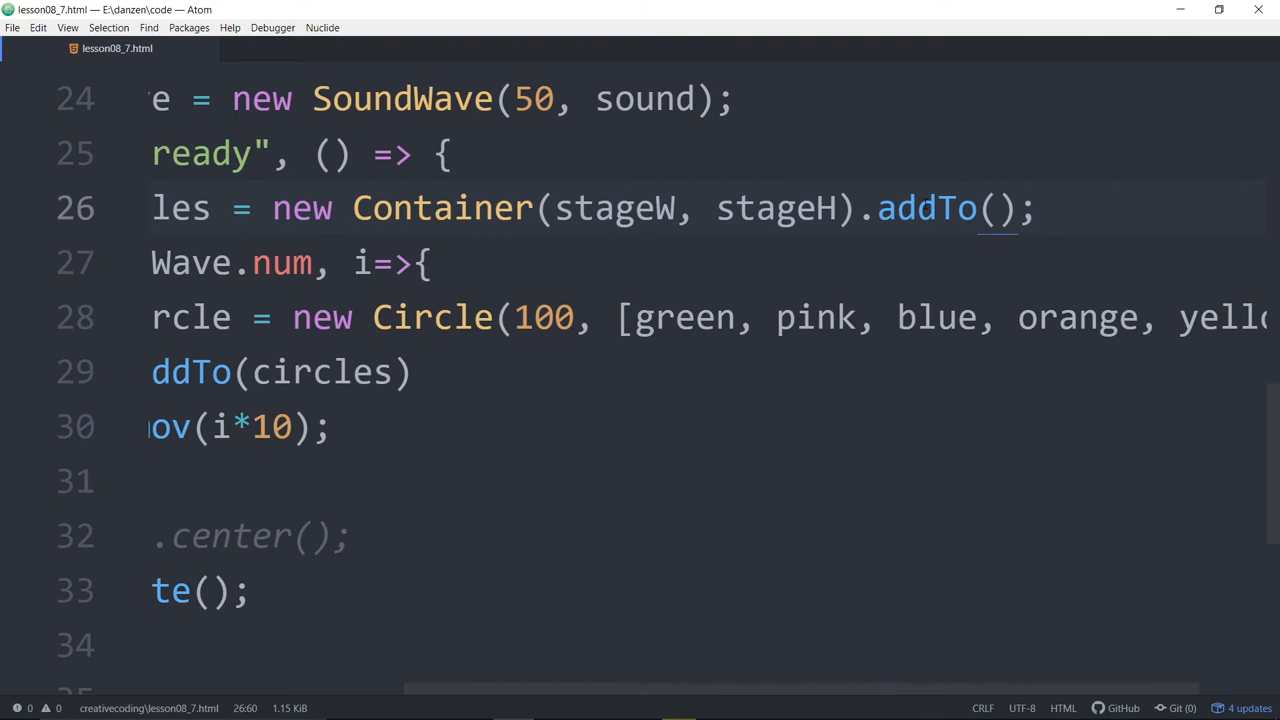 lesson08_7.html — E:\danzen\code — Atom
File Edit View Selection Find Packages Help Debugger Nuclide
lesson08_7.html
24 ve = new SoundWave(50, sound);
25 ready", () => {
26 les = new Container(stageW, stageH).addTo();
27 Wave.num, i=>{
28 rcle = new Circle(100, [green, pink, blue, orange, yello
29 ddTo(circles)
30 ov(i*10);
31
32 .center();
33 te();
34
35
0 0 creativecoding\lesson08_7.html 26:60 1.15 KiB CRLF UTF-8 HTML GitHub Git (0) 4 updates